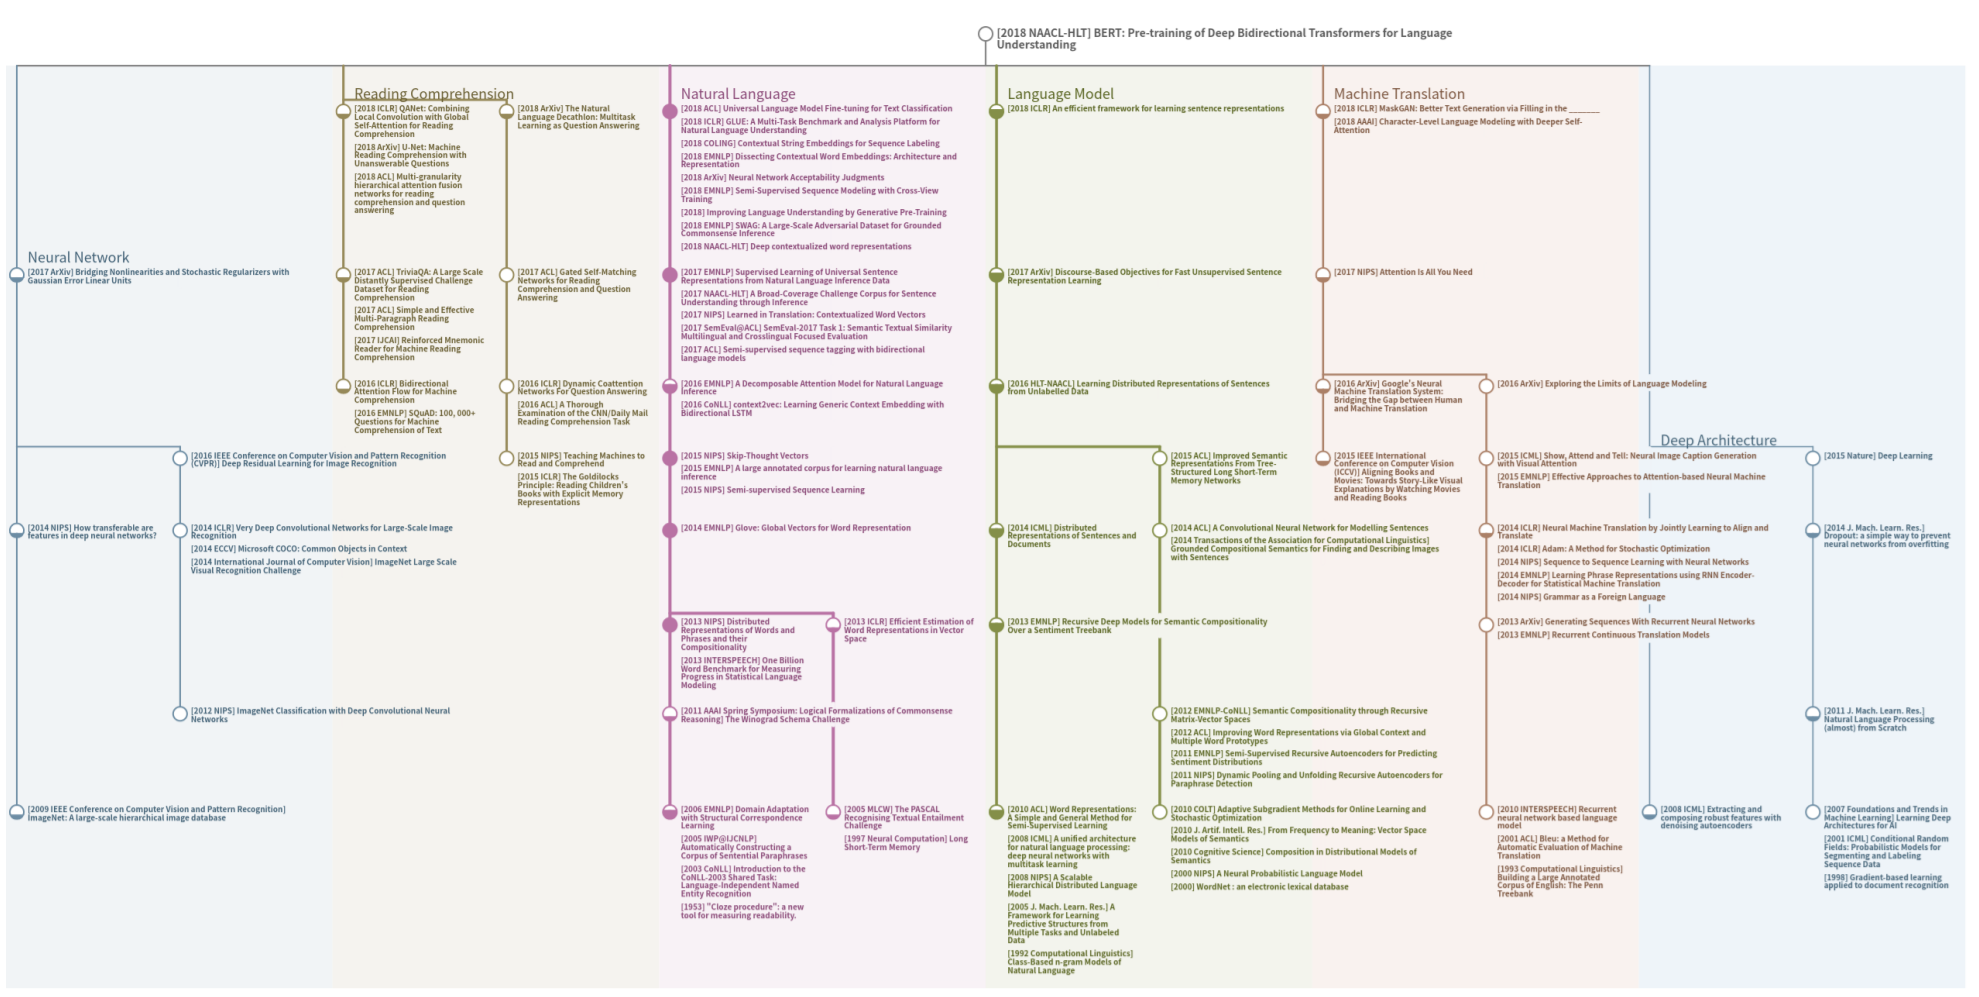 [2018 NAACL-HLT] BERT: Pre-training of Deep Bidirectional Transformers for Language
Understanding
Neural Network
[2017 ArXiv] Bridging Nonlinearities and Stochastic Regularizers with
Gaussian Error Linear Units
[2016 IEEE Conference on Computer Vision and Pattern Recognition
(CVPR)] Deep Residual Learning for Image Recognition
[2014 NIPS] How transferable are
features in deep neural networks?
[2014 ICLR] Very Deep Convolutional Networks for Large-Scale Image
Recognition
[2014 ECCV] Microsoft COCO: Common Objects in Context
[2014 International Journal of Computer Vision] ImageNet Large Scale
Visual Recognition Challenge
[2012 NIPS] ImageNet Classification with Deep Convolutional Neural
Networks
[2009 IEEE Conference on Computer Vision and Pattern Recognition]
ImageNet: A large-scale hierarchical image database
Reading Comprehension
[2018 ICLR] QANet: Combining
Local Convolution with Global
Self-Attention for Reading
Comprehension
[2018 ArXiv] U-Net: Machine
Reading Comprehension with
Unanswerable Questions
[2018 ACL] Multi-granularity
hierarchical attention fusion
networks for reading
comprehension and question
answering
[2017 ACL] TriviaQA: A Large Scale
Distantly Supervised Challenge
Dataset for Reading
Comprehension
[2017 ACL] Simple and Effective
Multi-Paragraph Reading
Comprehension
[2017 IJCAI] Reinforced Mnemonic
Reader for Machine Reading
Comprehension
[2016 ICLR] Bidirectional
Attention Flow for Machine
Comprehension
[2016 EMNLP] SQuAD: 100, 000+
Questions for Machine
Comprehension of Text
[2018 ArXiv] The Natural
Language Decathlon: Multitask
Learning as Question Answering
[2017 ACL] Gated Self-Matching
Networks for Reading
Comprehension and Question
Answering
[2016 ICLR] Dynamic Coattention
Networks For Question Answering
[2016 ACL] A Thorough
Examination of the CNN/Daily Mail
Reading Comprehension Task
[2015 NIPS] Teaching Machines to
Read and Comprehend
[2015 ICLR] The Goldilocks
Principle: Reading Children's
Books with Explicit Memory
Representations
Natural Language
[2018 ACL] Universal Language Model Fine-tuning for Text Classification
[2018 ICLR] GLUE: A Multi-Task Benchmark and Analysis Platform for
Natural Language Understanding
[2018 COLING] Contextual String Embeddings for Sequence Labeling
[2018 EMNLP] Dissecting Contextual Word Embeddings: Architecture and
Representation
[2018 ArXiv] Neural Network Acceptability Judgments
[2018 EMNLP] Semi-Supervised Sequence Modeling with Cross-View
Training
[2018] Improving Language Understanding by Generative Pre-Training
[2018 EMNLP] SWAG: A Large-Scale Adversarial Dataset for Grounded
Commonsense Inference
[2018 NAACL-HLT] Deep contextualized word representations
[2017 EMNLP] Supervised Learning of Universal Sentence
Representations from Natural Language Inference Data
[2017 NAACL-HLT] A Broad-Coverage Challenge Corpus for Sentence
Understanding through Inference
[2017 NIPS] Learned in Translation: Contextualized Word Vectors
[2017 SemEval@ACL] SemEval-2017 Task 1: Semantic Textual Similarity
Multilingual and Crosslingual Focused Evaluation
[2017 ACL] Semi-supervised sequence tagging with bidirectional
language models
[2016 EMNLP] A Decomposable Attention Model for Natural Language
Inference
[2016 CoNLL] context2vec: Learning Generic Context Embedding with
Bidirectional LSTM
[2015 NIPS] Skip-Thought Vectors
[2015 EMNLP] A large annotated corpus for learning natural language
inference
[2015 NIPS] Semi-supervised Sequence Learning
[2014 EMNLP] Glove: Global Vectors for Word Representation
[2013 NIPS] Distributed
Representations of Words and
Phrases and their
Compositionality
[2013 INTERSPEECH] One Billion
Word Benchmark for Measuring
Progress in Statistical Language
Modeling
[2013 ICLR] Efficient Estimation of
Word Representations in Vector
Space
[2011 AAAI Spring Symposium: Logical Formalizations of Commonsense
Reasoning] The Winograd Schema Challenge
[2006 EMNLP] Domain Adaptation
with Structural Correspondence
Learning
[2005 IWP@IJCNLP]
Automatically Constructing a
Corpus of Sentential Paraphrases
[2003 CoNLL] Introduction to the
CoNLL-2003 Shared Task:
Language-Independent Named
Entity Recognition
[1953] "Cloze procedure": a new
tool for measuring readability.
[2005 MLCW] The PASCAL
Recognising Textual Entailment
Challenge
[1997 Neural Computation] Long
Short-Term Memory
Language Model
[2018 ICLR] An efficient framework for learning sentence representations
[2017 ArXiv] Discourse-Based Objectives for Fast Unsupervised Sentence
Representation Learning
[2016 HLT-NAACL] Learning Distributed Representations of Sentences
from Unlabelled Data
[2015 ACL] Improved Semantic
Representations From Tree-
Structured Long Short-Term
Memory Networks
[2014 ICML] Distributed
Representations of Sentences and
Documents
[2014 ACL] A Convolutional Neural Network for Modelling Sentences
[2014 Transactions of the Association for Computational Linguistics]
Grounded Compositional Semantics for Finding and Describing Images
with Sentences
[2013 EMNLP] Recursive Deep Models for Semantic Compositionality
Over a Sentiment Treebank
[2012 EMNLP-CoNLL] Semantic Compositionality through Recursive
Matrix-Vector Spaces
[2012 ACL] Improving Word Representations via Global Context and
Multiple Word Prototypes
[2011 EMNLP] Semi-Supervised Recursive Autoencoders for Predicting
Sentiment Distributions
[2011 NIPS] Dynamic Pooling and Unfolding Recursive Autoencoders for
Paraphrase Detection
[2010 ACL] Word Representations:
A Simple and General Method for
Semi-Supervised Learning
[2008 ICML] A unified architecture
for natural language processing:
deep neural networks with
multitask learning
[2008 NIPS] A Scalable
Hierarchical Distributed Language
Model
[2005 J. Mach. Learn. Res.] A
Framework for Learning
Predictive Structures from
Multiple Tasks and Unlabeled
Data
[1992 Computational Linguistics]
Class-Based n-gram Models of
Natural Language
[2010 COLT] Adaptive Subgradient Methods for Online Learning and
Stochastic Optimization
[2010 J. Artif. Intell. Res.] From Frequency to Meaning: Vector Space
Models of Semantics
[2010 Cognitive Science] Composition in Distributional Models of
Semantics
[2000 NIPS] A Neural Probabilistic Language Model
[2000] WordNet : an electronic lexical database
Machine Translation
[2018 ICLR] MaskGAN: Better Text Generation via Filling in the ______
[2018 AAAI] Character-Level Language Modeling with Deeper Self-
Attention
[2017 NIPS] Attention Is All You Need
[2016 ArXiv] Google's Neural
Machine Translation System:
Bridging the Gap between Human
and Machine Translation
[2016 ArXiv] Exploring the Limits of Language Modeling
[2015 IEEE International
Conference on Computer Vision
(ICCV)] Aligning Books and
Movies: Towards Story-Like Visual
Explanations by Watching Movies
and Reading Books
[2015 ICML] Show, Attend and Tell: Neural Image Caption Generation
with Visual Attention
[2015 EMNLP] Effective Approaches to Attention-based Neural Machine
Translation
[2014 ICLR] Neural Machine Translation by Jointly Learning to Align and
Translate
[2014 ICLR] Adam: A Method for Stochastic Optimization
[2014 NIPS] Sequence to Sequence Learning with Neural Networks
[2014 EMNLP] Learning Phrase Representations using RNN Encoder-
Decoder for Statistical Machine Translation
[2014 NIPS] Grammar as a Foreign Language
[2013 ArXiv] Generating Sequences With Recurrent Neural Networks
[2013 EMNLP] Recurrent Continuous Translation Models
[2010 INTERSPEECH] Recurrent
neural network based language
model
[2001 ACL] Bleu: a Method for
Automatic Evaluation of Machine
Translation
[1993 Computational Linguistics]
Building a Large Annotated
Corpus of English: The Penn
Treebank
Deep Architecture
[2015 Nature] Deep Learning
[2014 J. Mach. Learn. Res.]
Dropout: a simple way to prevent
neural networks from overfitting
[2011 J. Mach. Learn. Res.]
Natural Language Processing
(almost) from Scratch
[2008 ICML] Extracting and
composing robust features with
denoising autoencoders
[2007 Foundations and Trends in
Machine Learning] Learning Deep
Architectures for AI
[2001 ICML] Conditional Random
Fields: Probabilistic Models for
Segmenting and Labeling
Sequence Data
[1998] Gradient-based learning
applied to document recognition